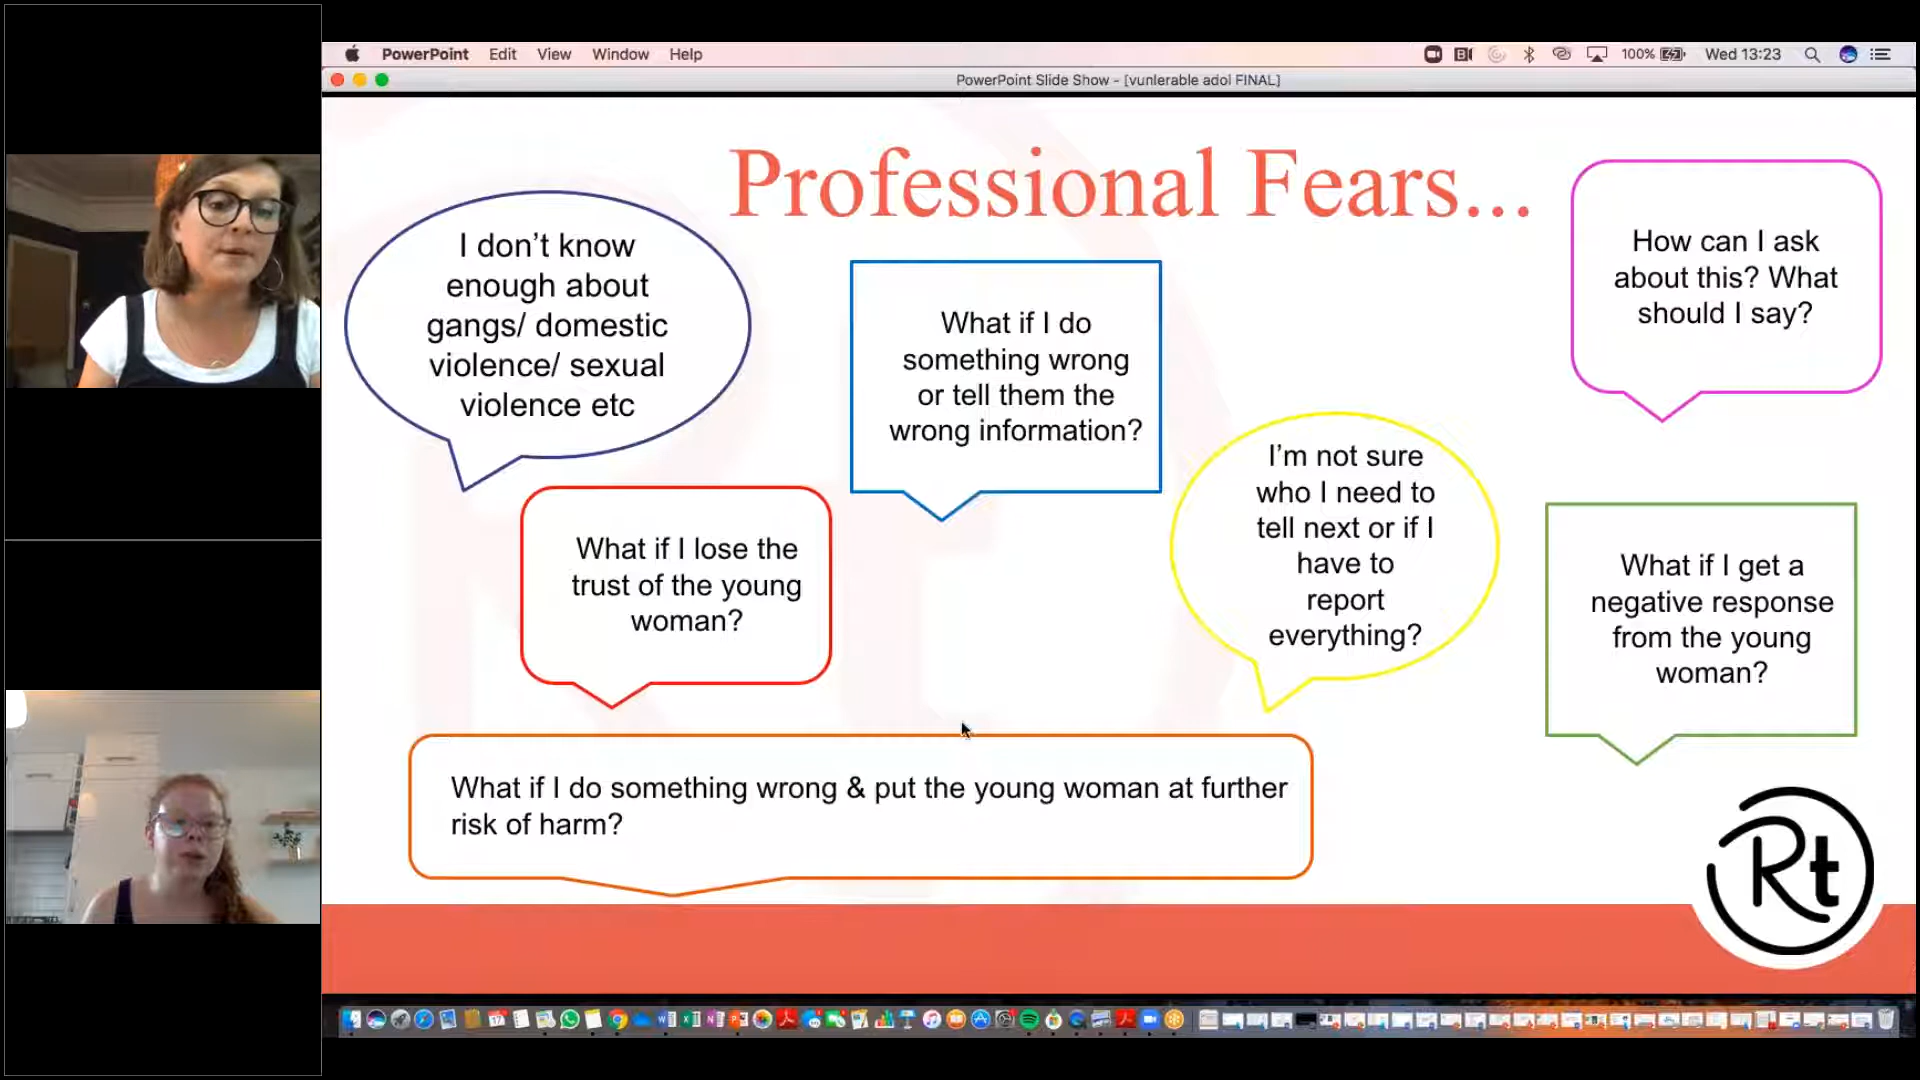 PowerPoint Edit View Window Help
100% Wed 13:23
PowerPoint Slide Show - [vunlerable adol FINAL]
Professional Fears...
I don’t know
enough about
gangs/ domestic
violence/ sexual
violence etc
What if I do
something wrong
or tell them the
wrong information?
How can I ask
about this? What
should I say?
What if I lose the
trust of the young
woman?
I’m not sure
who I need to
tell next or if I
have to
report
everything?
What if I get a
negative response
from the young
woman?
What if I do something wrong & put the young woman at further
risk of harm?
Rt